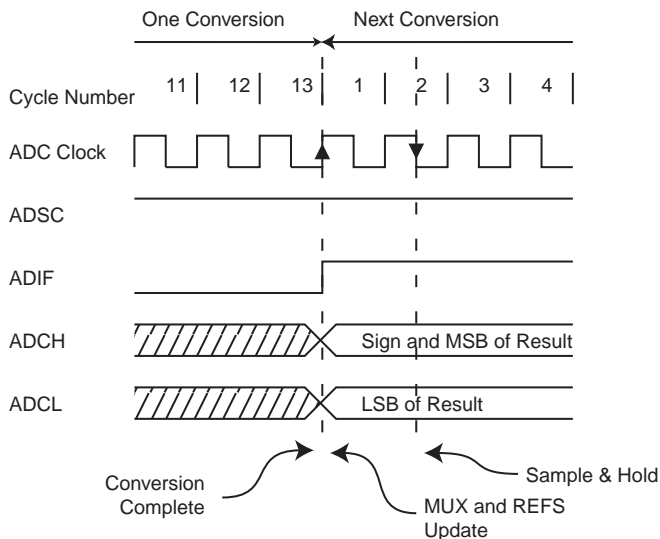 One Conversion
Next Conversion
Cycle Number
11
12
13
1
2
3
4
ADC Clock
ADSC
ADIF
ADCH
Sign and MSB of Result
ADCL
LSB of Result
Conversion
Complete
MUX and REFS
Update
Sample & Hold